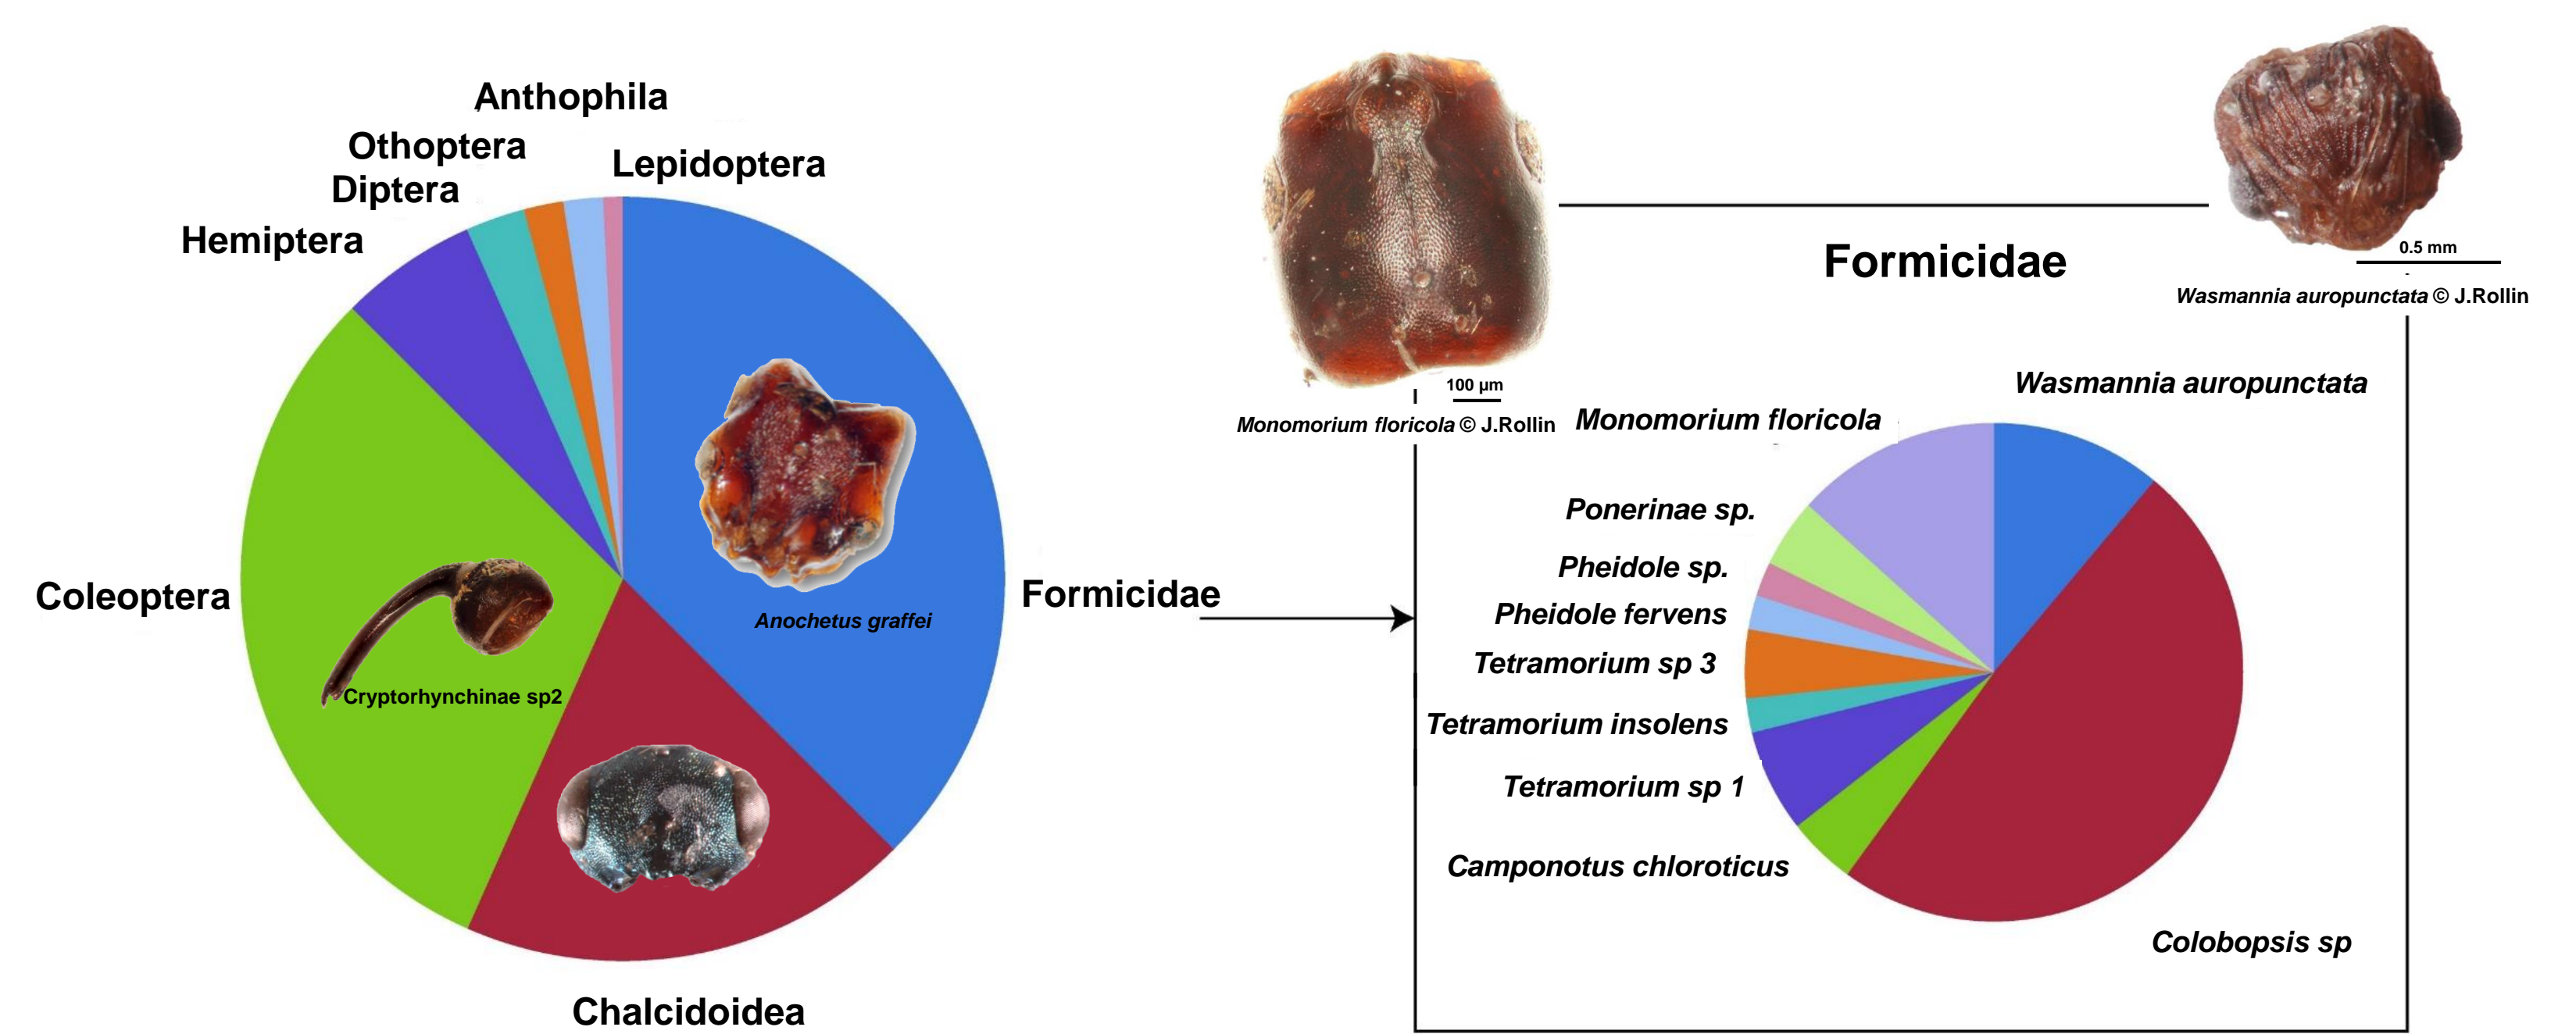 Anthophila
Othoptera
Lepidoptera
Diptera
Hemiptera
Coleoptera
Formicidae
Anochetus graffei
Cryptorhynchinae sp2
Chalcidoidea
Formicidae
100 µm
Monomorium floricola © J.Rollin
0.5 mm
Wasmannia auropunctata © J.Rollin
Wasmannia auropunctata
Monomorium floricola
Ponerinae sp.
Pheidole sp.
Pheidole fervens
Tetramorium sp 3
Tetramorium insolens
Tetramorium sp 1
Camponotus chloroticus
Colobopsis sp